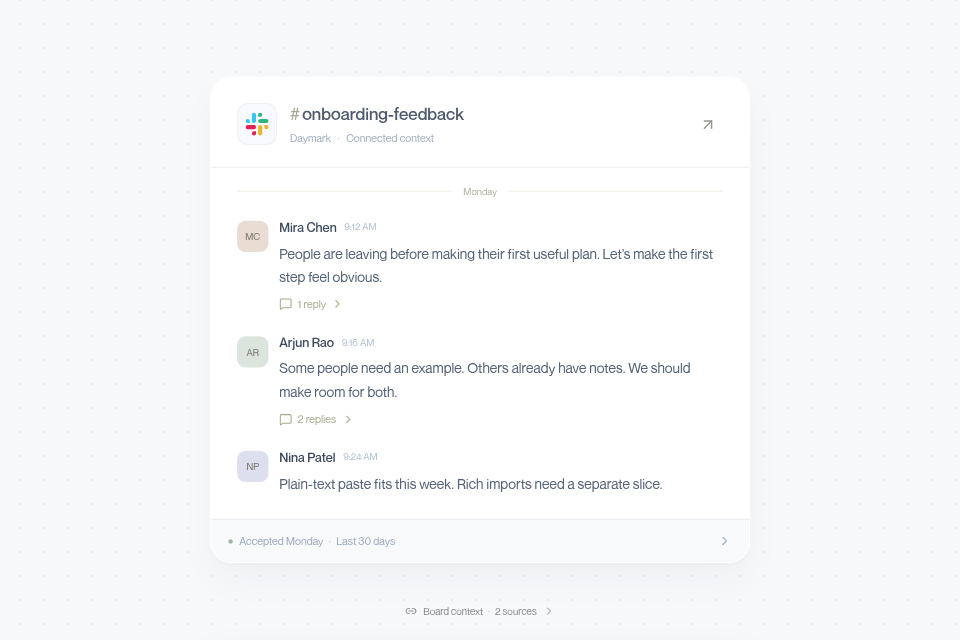 # onboarding-feedback
Daymark · Connected context
Monday
MC
Mira Chen 9:12 AM
People are leaving before making their first useful plan. Let’s make the first
step feel obvious.
1 reply
AR
Arjun Rao 9:16 AM
Some people need an example. Others already have notes. We should
make room for both.
2 replies
NP
Nina Patel 9:24 AM
Plain-text paste fits this week. Rich imports need a separate slice.
Accepted Monday · Last 30 days
Board context · 2 sources